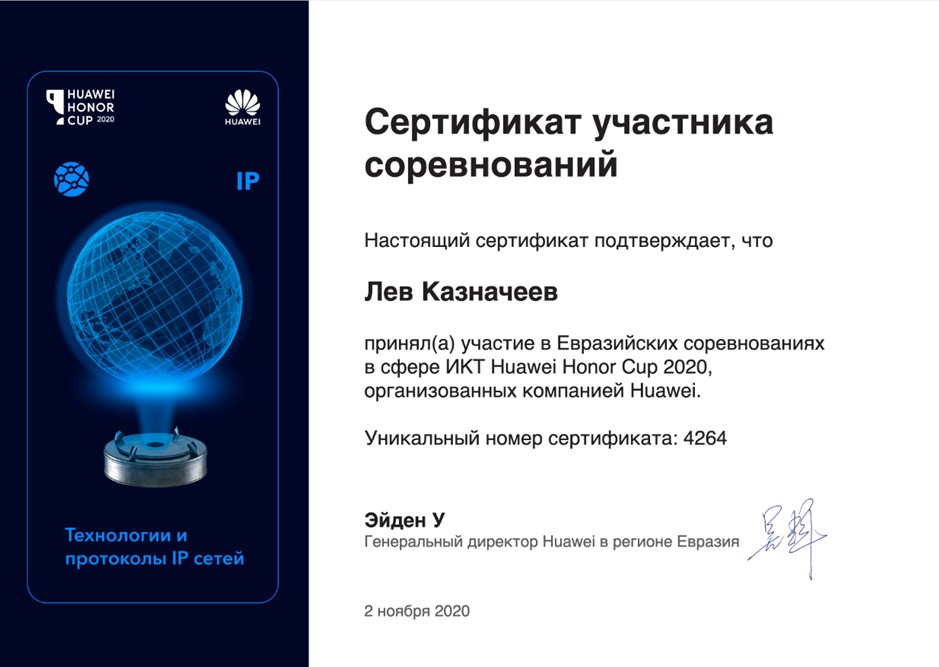 HUAWEI
HONOR
CUP 2020
HUAWEI
IP
Технологии и
протоколы IP сетей
Сертификат участника
соревнований
Настоящий сертификат подтверждает, что
Лев Казначеев
принял(а) участие в Евразийских соревнованиях
в сфере ИКТ Huawei Honor Cup 2020,
организованных компанией Huawei.
Уникальный номер сертификата: 4264
Эйден У
Генеральный директор Huawei в регионе Евразия
2 ноября 2020